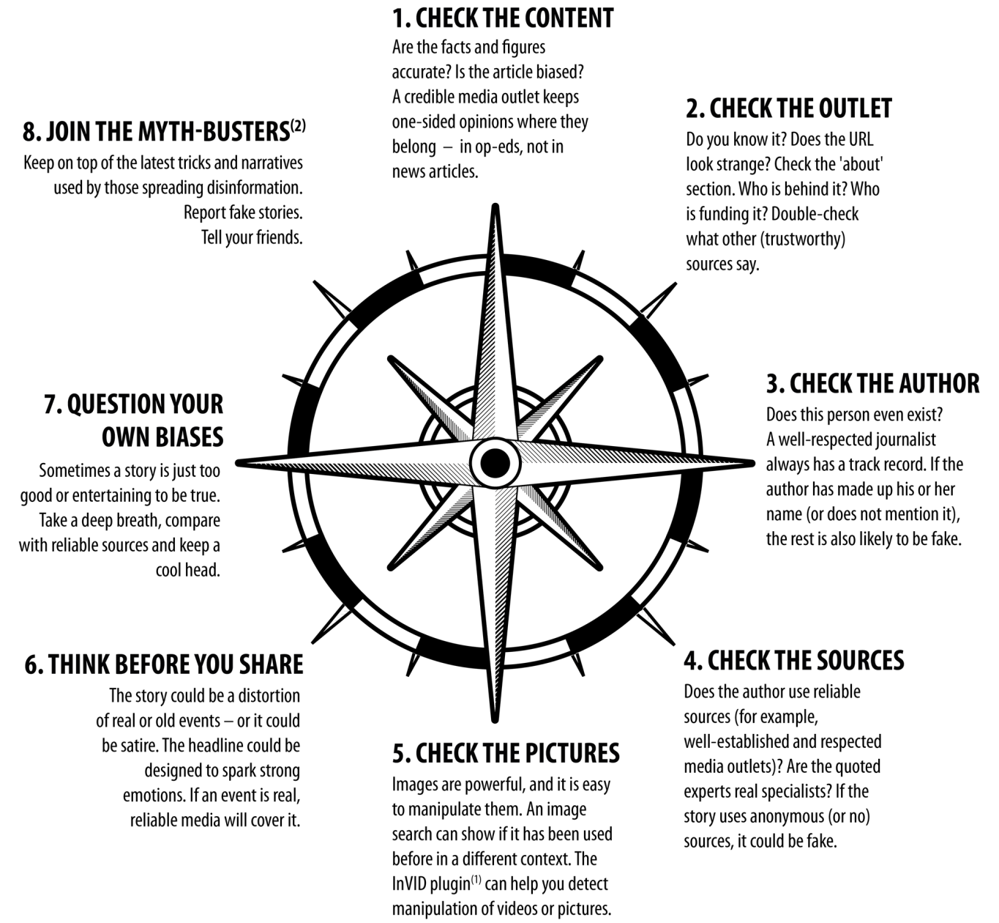 1. CHECK THE CONTENT
Are the facts and figures
accurate? Is the article biased?
A credible media outlet keeps
one-sided opinions where they
belong – in op-eds, not in
news articles.
2. CHECK THE OUTLET
Do you know it? Does the URL
look strange? Check the 'about'
section. Who is behind it? Who
is funding it? Double-check
what other (trustworthy)
sources say.
3. CHECK THE AUTHOR
Does this person even exist?
A well-respected journalist
always has a track record. If the
author has made up his or her
name (or does not mention it),
the rest is also likely to be fake.
4. CHECK THE SOURCES
Does the author use reliable
sources (for example,
well-established and respected
media outlets)? Are the quoted
experts real specialists? If the
story uses anonymous (or no)
sources, it could be fake.
5. CHECK THE PICTURES
Images are powerful, and it is easy
to manipulate them. An image
search can show if it has been used
before in a different context. The
InVID plugin(1) can help you detect
manipulation of videos or pictures.
6. THINK BEFORE YOU SHARE
The story could be a distortion
of real or old events – or it could
be satire. The headline could be
designed to spark strong
emotions. If an event is real,
reliable media will cover it.
7. QUESTION YOUR
OWN BIASES
Sometimes a story is just too
good or entertaining to be true.
Take a deep breath, compare
with reliable sources and keep a
cool head.
8. JOIN THE MYTH-BUSTERS(2)
Keep on top of the latest tricks and narratives
used by those spreading disinformation.
Report fake stories.
Tell your friends.